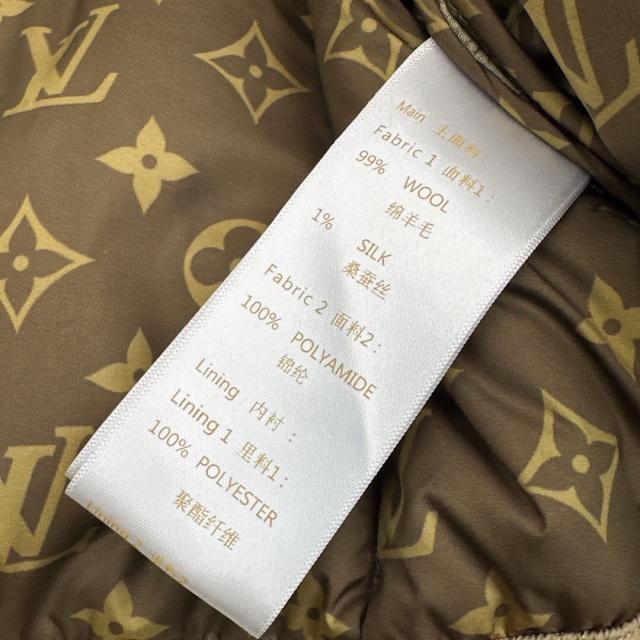 Main 主面料:
Fabric 1 面料1:
99% WOOL
绵羊毛
1% SILK
桑蚕丝
Fabric 2 面料2:
100% POLYAMIDE
锦纶
Lining 内衬:
Lining 1 里料1:
100% POLYESTER
聚酯纤维
Lining 2